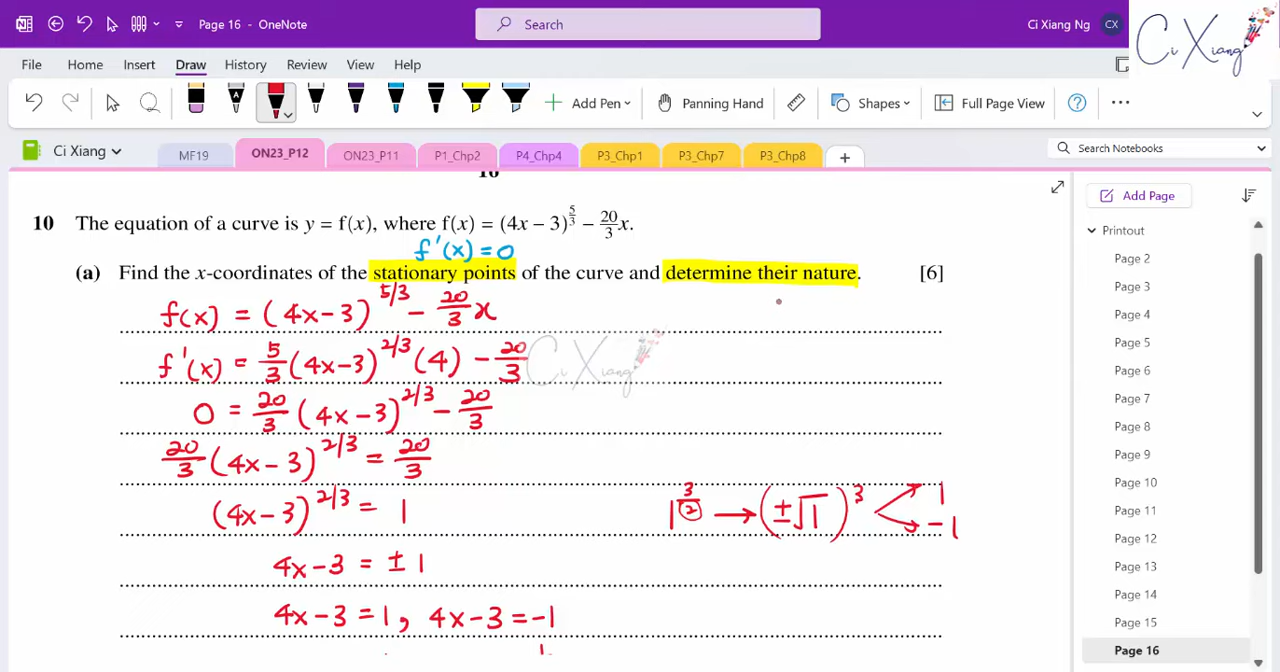 Page 16 - OneNote
Search
Ci Xiang Ng
CX
Ci Xiang
File Home Insert Draw History Review View Help
Add Pen
Panning Hand
Shapes
Full Page View
Ci Xiang
MF19
ON23_P12
ON23_P11
P1_Chp2
P4_Chp4
P3_Chp1
P3_Chp7
P3_Chp8
Search Notebooks
10 The equation of a curve is y = f(x), where f(x) = (4x − 3)^(5/3) − 20/3 x.
f'(x) = 0
(a) Find the x-coordinates of the stationary points of the curve and determine their nature. [6]
f(x) = (4x−3)^(5/3) − 20/3 x
f'(x) = 5/3 (4x−3)^(2/3) (4) − 20/3
Ci Xiang
0 = 20/3 (4x−3)^(2/3) − 20/3
20/3 (4x−3)^(2/3) = 20/3
(4x−3)^(2/3) = 1
1^(3/2) → (±√1)^3 1 −1
4x−3 = ±1
4x−3 = 1, 4x−3 = −1
Add Page
Printout
Page 2
Page 3
Page 4
Page 5
Page 6
Page 7
Page 8
Page 9
Page 10
Page 11
Page 12
Page 13
Page 14
Page 15
Page 16